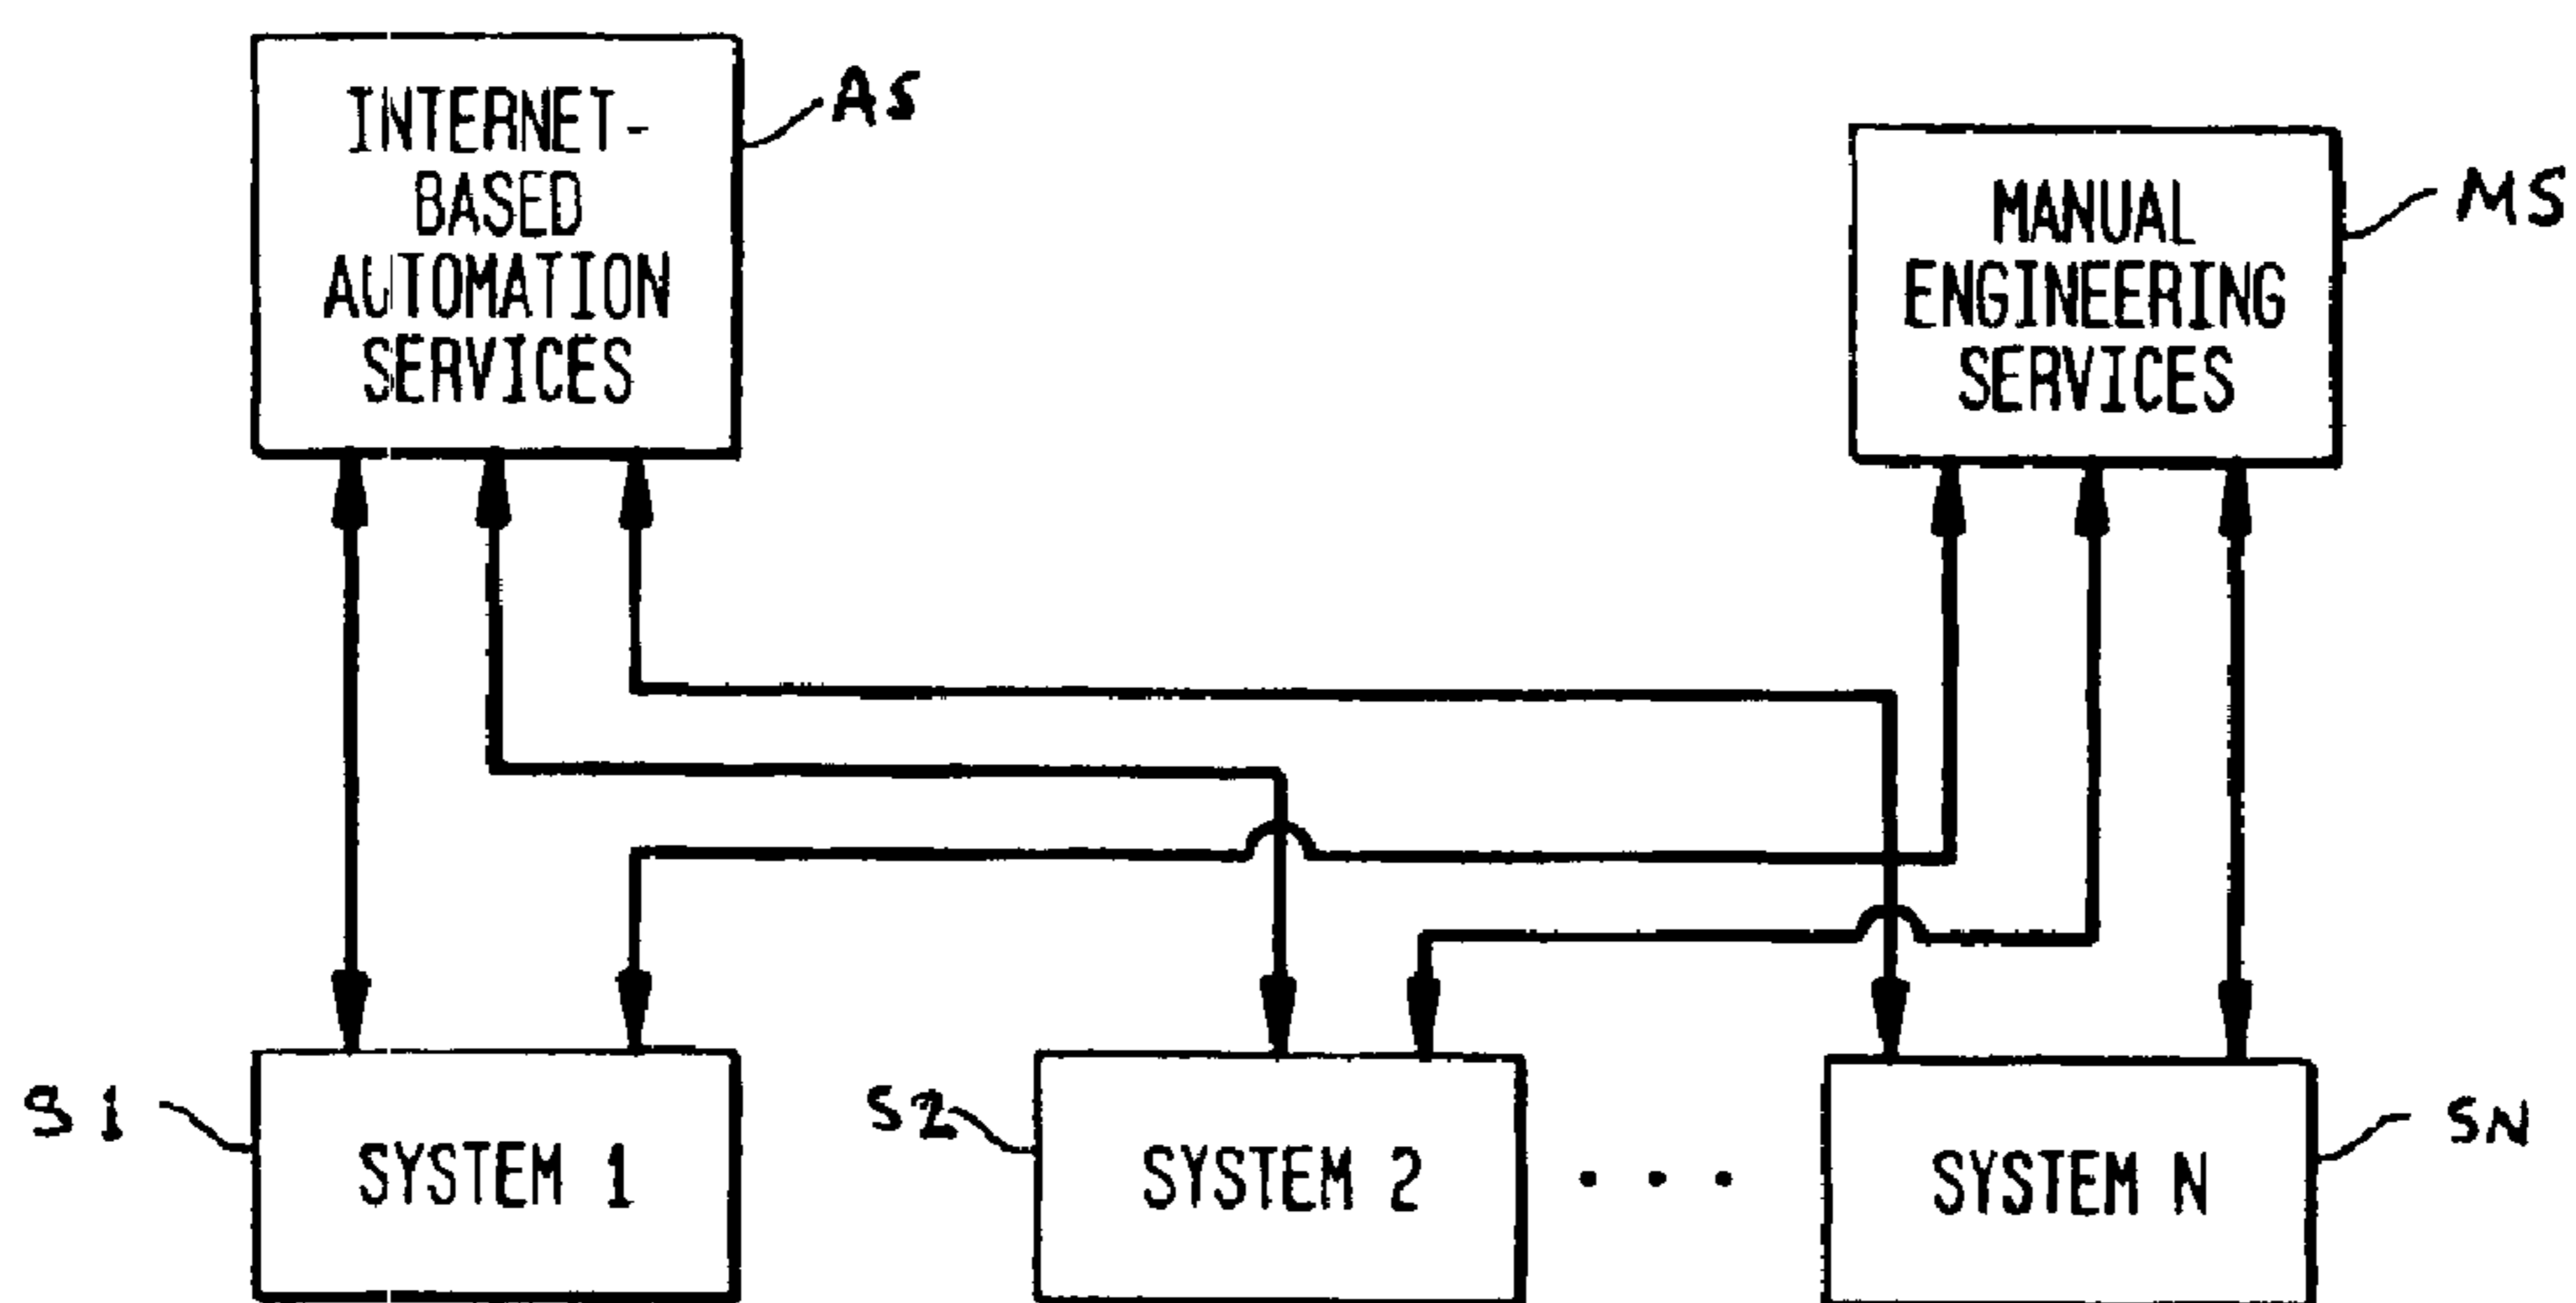 INTERNET-
BASED
AUTOMATION
SERVICES
AS
MANUAL
ENGINEERING
SERVICES
MS
S1
SYSTEM 1
S2
SYSTEM 2
. . .
SYSTEM N
SN